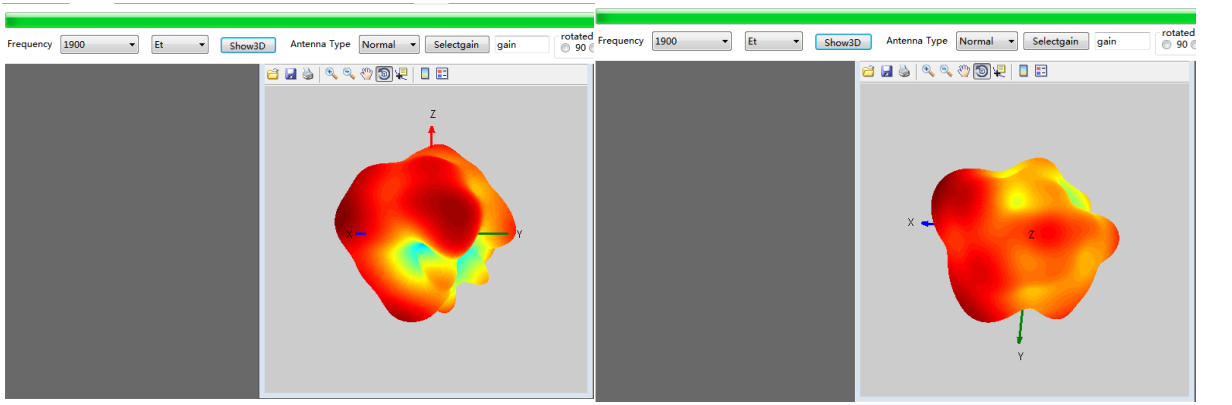 Frequency 1900 Et Show3D Antenna Type Normal Selectgain gain rotated
90
Z
X Y
Frequency 1900 Et Show3D Antenna Type Normal Selectgain gain rotated
90
X Z
Y